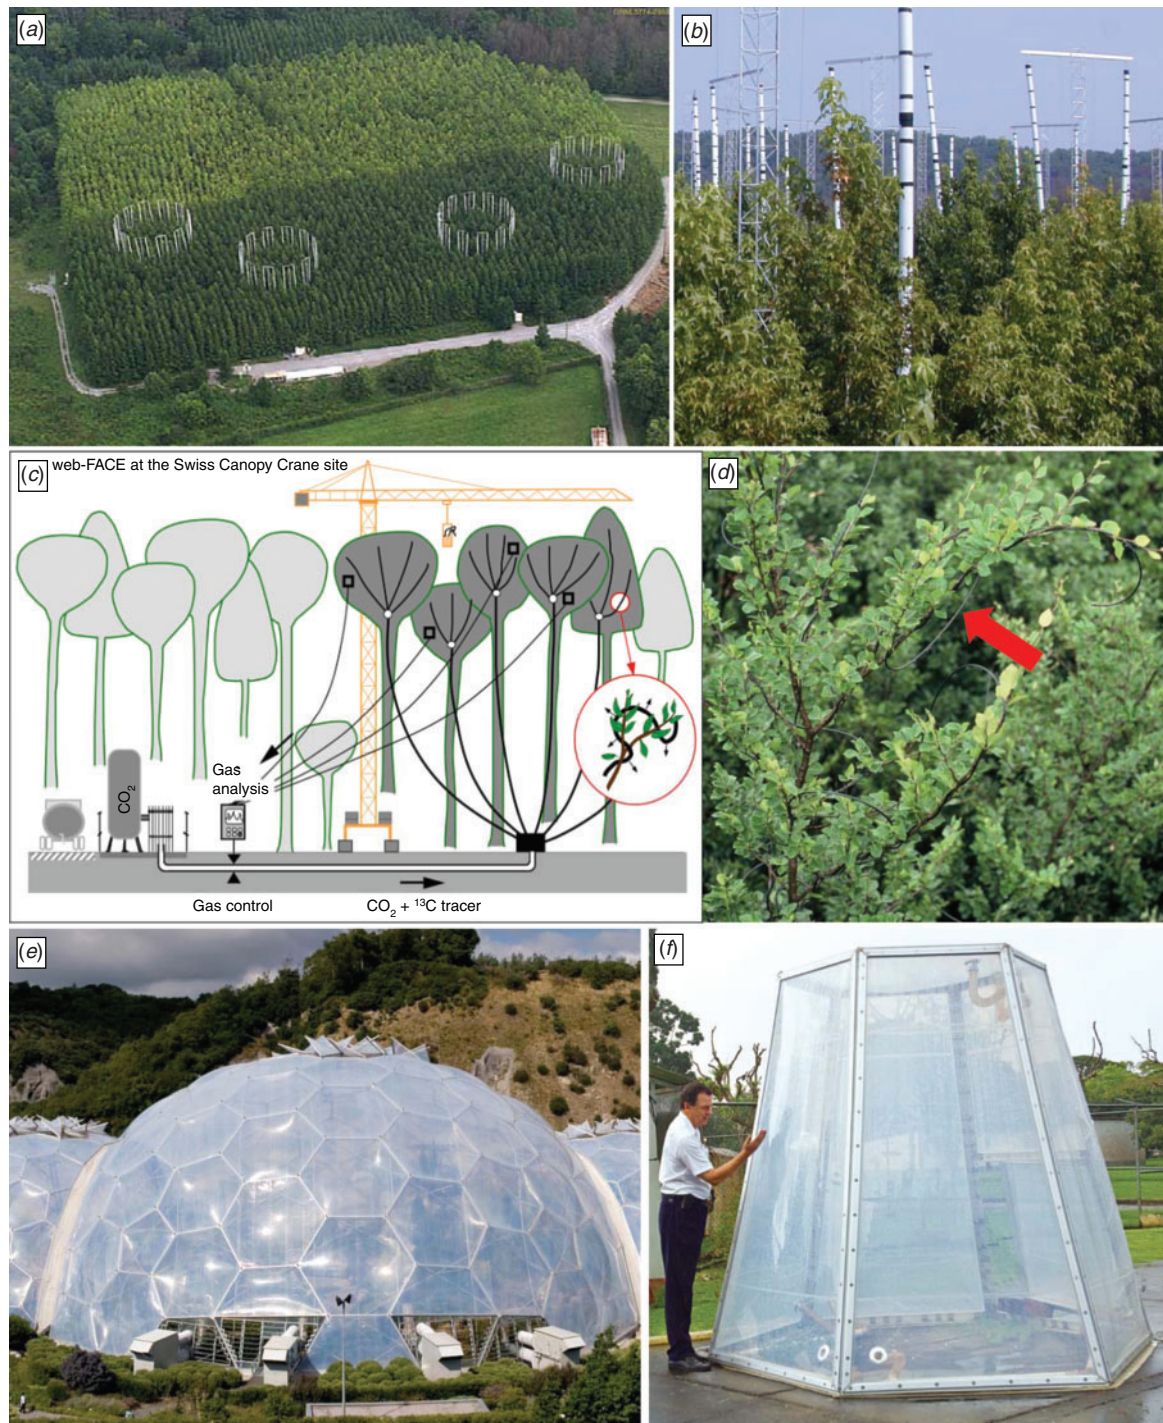 (a)
(b)
(c)
web-FACE at the Swiss Canopy Crane site
(d)
Gas
analysis
CO2
Gas control
CO2 + 13C tracer
(e)
(f)